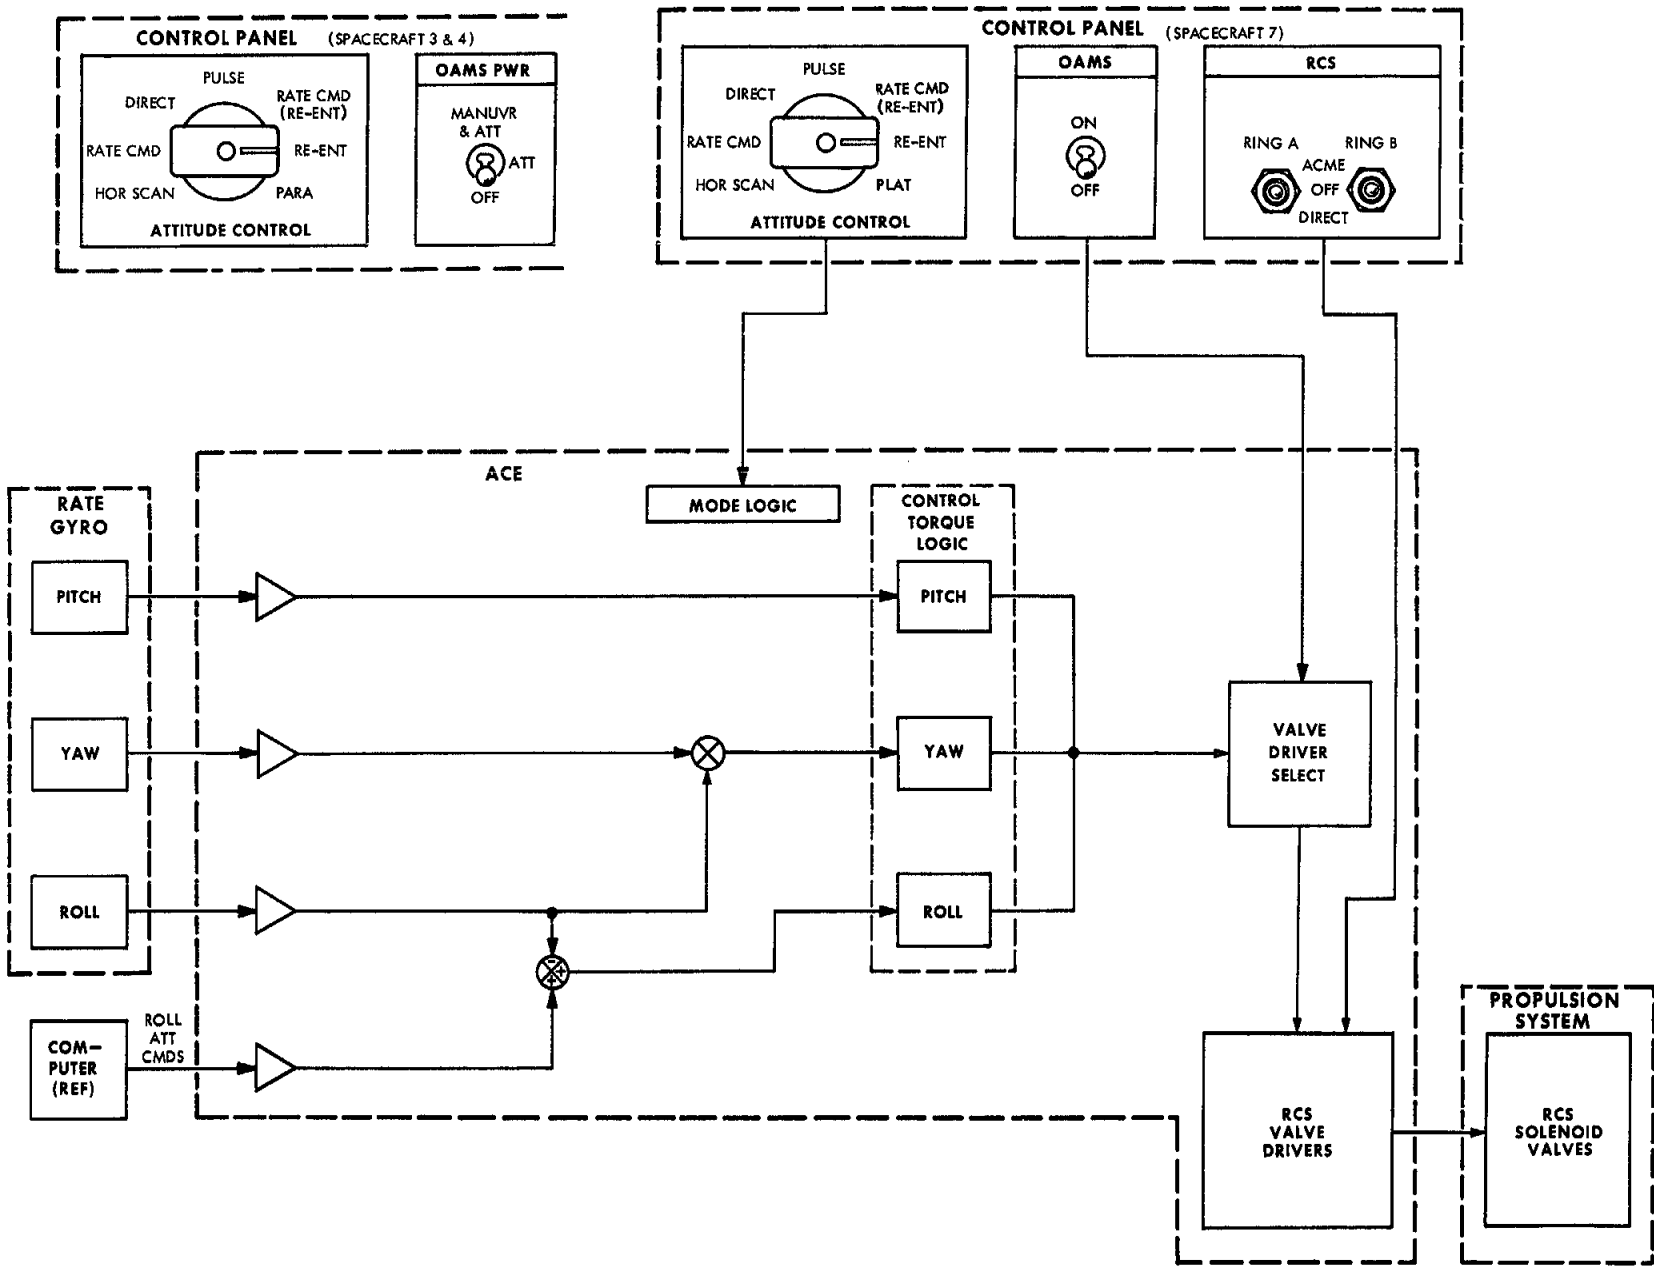 CONTROL PANEL (SPACECRAFT 3 & 4)
PULSE
DIRECT
RATE CMD
(RE-ENT)
RATE CMD
RE-ENT
HOR SCAN
PARA
ATTITUDE CONTROL
OAMS PWR
MANUVR
& ATT
ATT
OFF
CONTROL PANEL (SPACECRAFT 7)
PULSE
DIRECT
RATE CMD
(RE-ENT)
RATE CMD
RE-ENT
HOR SCAN
PLAT
ATTITUDE CONTROL
OAMS
ON
OFF
RCS
RING A
RING B
ACME
OFF
DIRECT
ACE
MODE LOGIC
RATE
GYRO
PITCH
YAW
ROLL
COM-
PUTER
(REF)
ROLL
ATT
CMDS
-
+
+
CONTROL
TORQUE
LOGIC
PITCH
YAW
ROLL
VALVE
DRIVER
SELECT
RCS
VALVE
DRIVERS
PROPULSION
SYSTEM
RCS
SOLENOID
VALVES